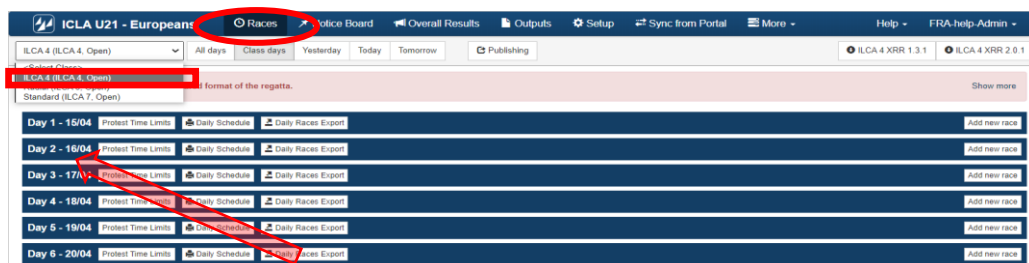 ICLA U21 - Europeans Races Notice Board Overall Results Outputs Setup Sync from Portal More Help FRA-help-Admin
ILCA 4 (ILCA 4, Open) All days Class days Yesterday Today Tomorrow Publishing ILCA 4 XRR 1.3.1 ILCA 4 XRR 2.0.1
<Select Class>
ILCA 4 (ILCA 4, Open)
d format of the regatta. Show more
Standard (ILCA 7, Open)
Day 1 - 15/04 Protest Time Limits Daily Schedule Daily Races Export Add new race
Day 2 - 16/04 Protest Time Limits Daily Schedule Daily Races Export Add new race
Day 3 - 17/04 Protest Time Limits Daily Schedule Daily Races Export Add new race
Day 4 - 18/04 Protest Time Limits Daily Schedule Daily Races Export Add new race
Day 5 - 19/04 Protest Time Limits Daily Schedule Daily Races Export Add new race
Day 6 - 20/04 Protest Time Limits Daily Schedule Daily Races Export Add new race